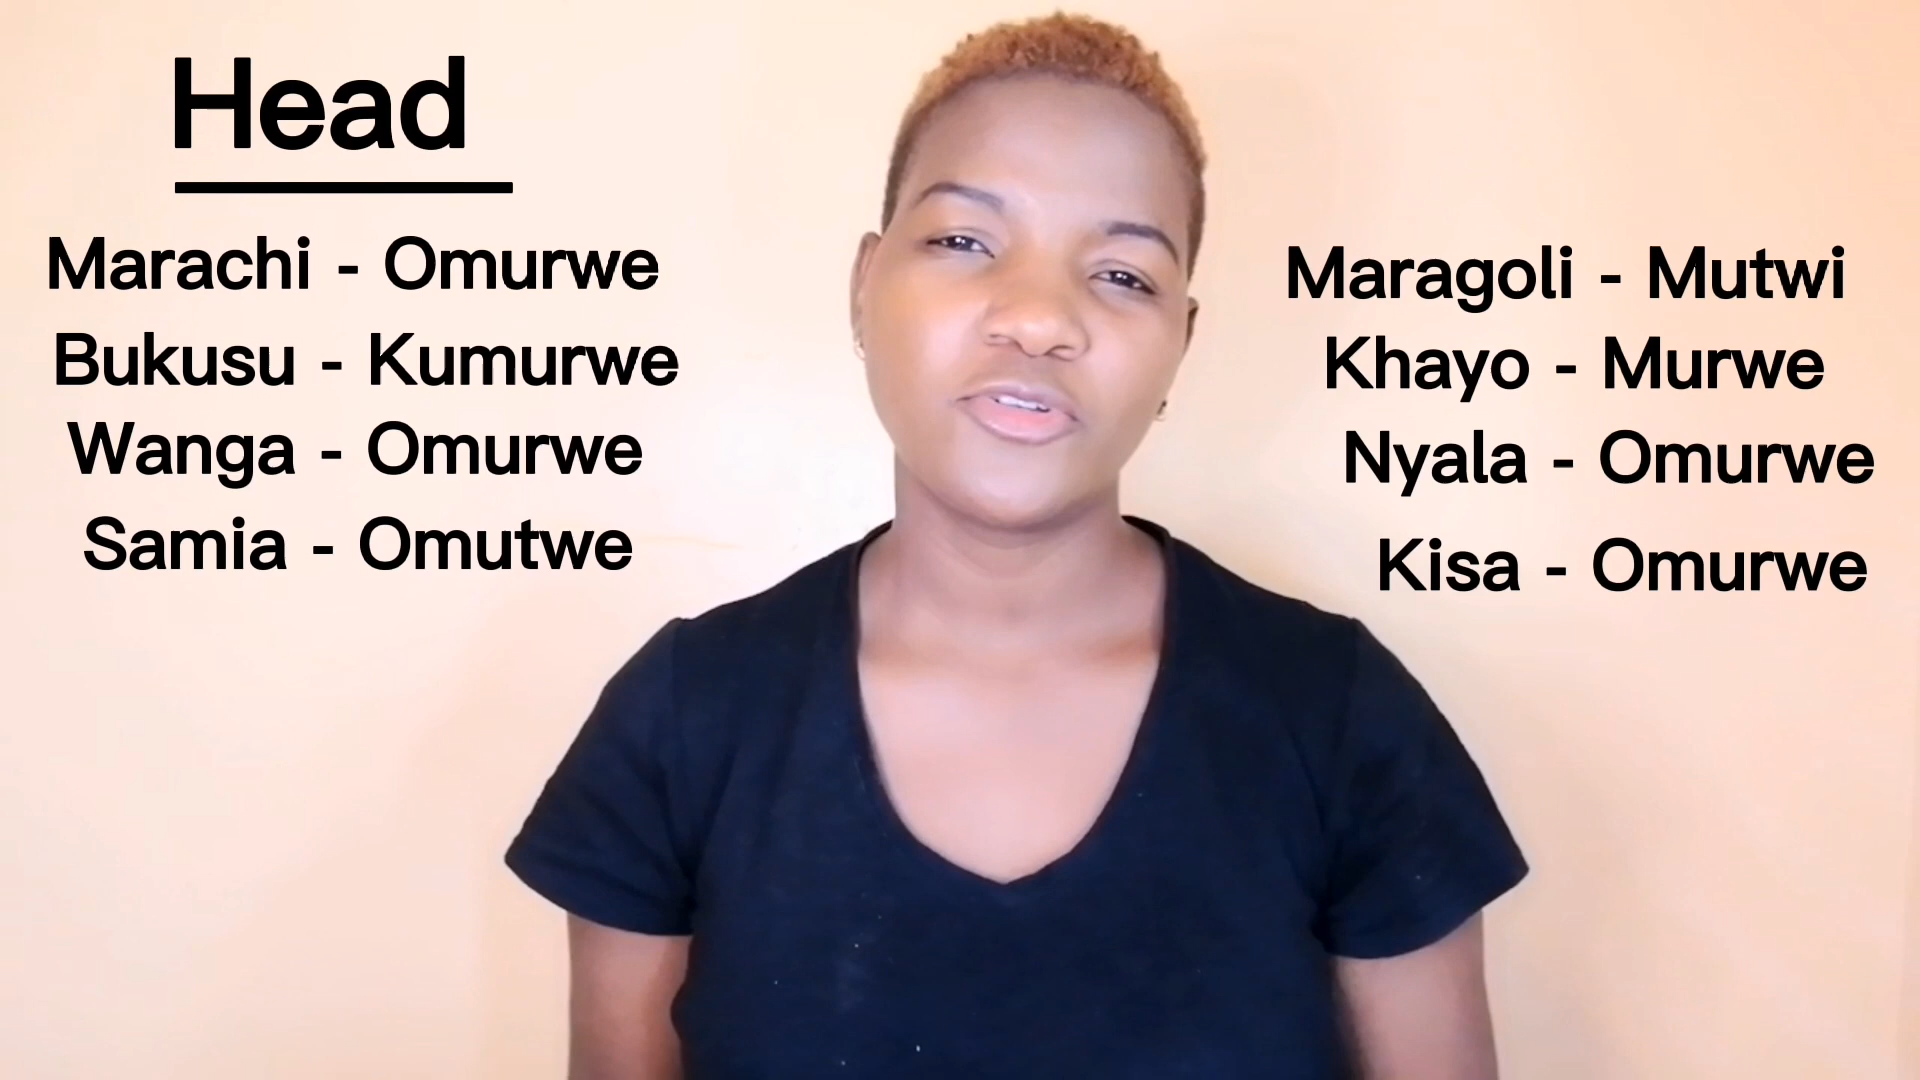 Head
Marachi - Omurwe
Bukusu - Kumurwe
Wanga - Omurwe
Samia - Omutwe
Maragoli - Mutwi
Khayo - Murwe
Nyala - Omurwe
Kisa - Omurwe